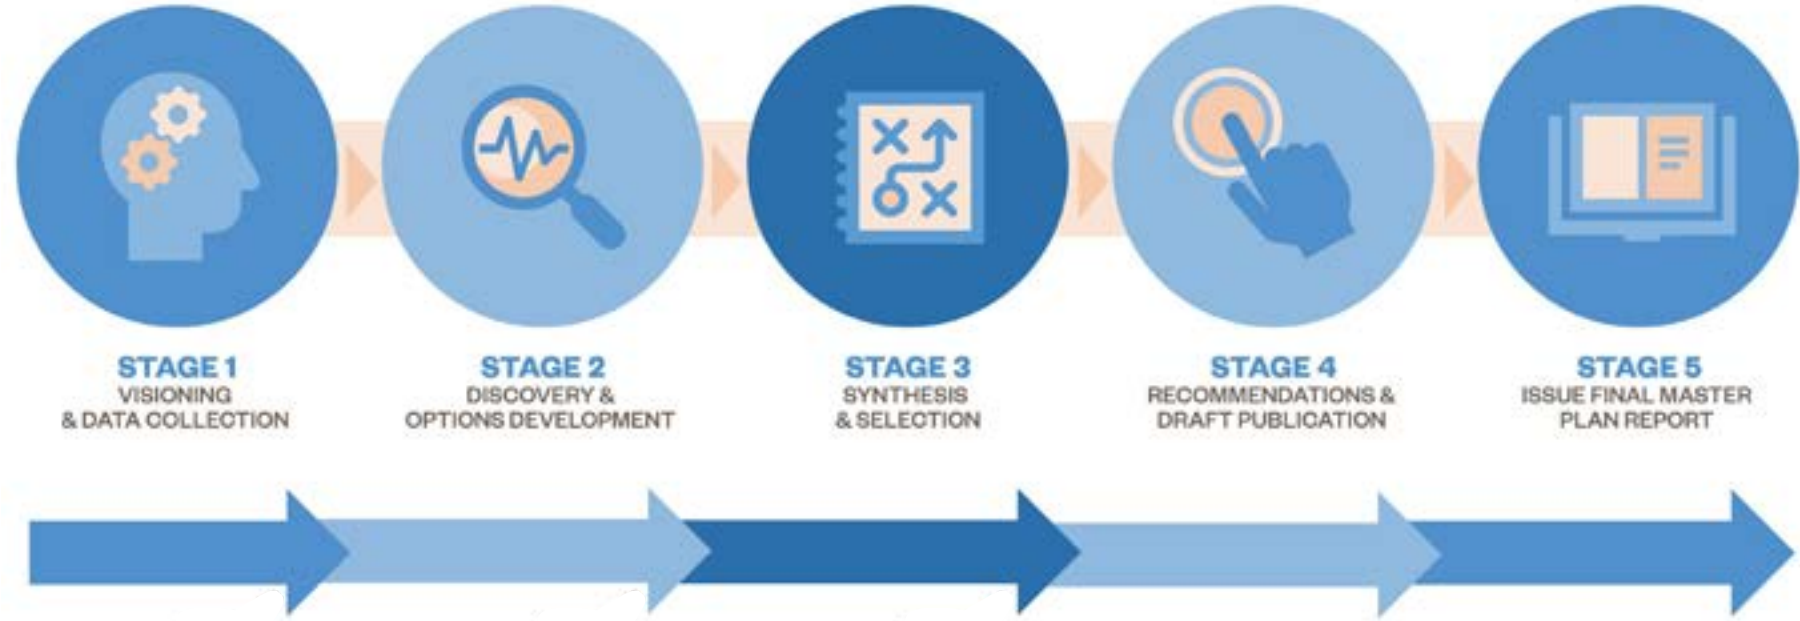 STAGE 1
VISIONING
& DATA COLLECTION
STAGE 2
DISCOVERY &
OPTIONS DEVELOPMENT
STAGE 3
SYNTHESIS
& SELECTION
STAGE 4
RECOMMENDATIONS &
DRAFT PUBLICATION
STAGE 5
ISSUE FINAL MASTER
PLAN REPORT